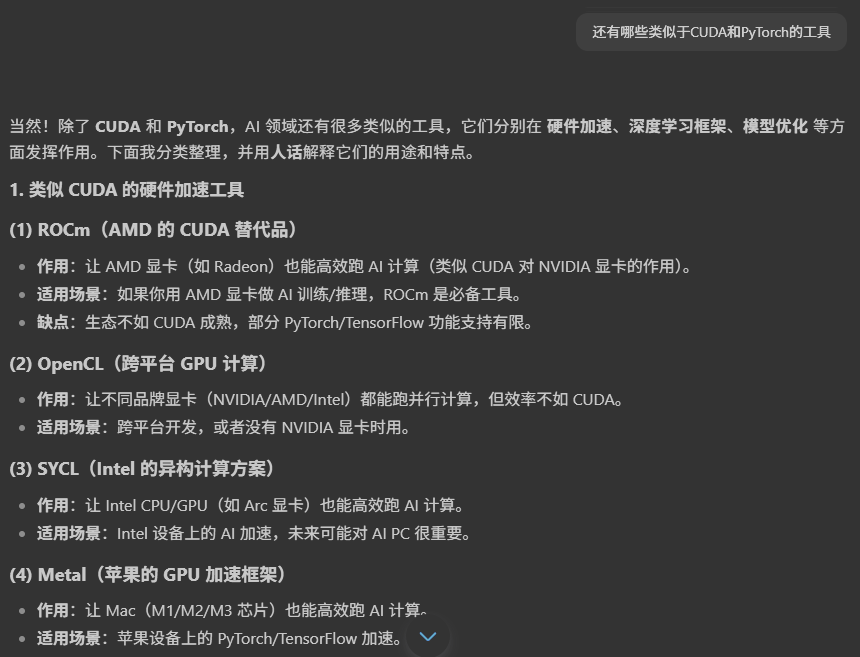 还有哪些类似于CUDA和PyTorch的工具
当然！除了 CUDA 和 PyTorch，AI 领域还有很多类似的工具，它们分别在 硬件加速、深度学习框架、模型优化 等方
面发挥作用。下面我分类整理，并用人话解释它们的用途和特点。
1. 类似 CUDA 的硬件加速工具
(1) ROCm（AMD 的 CUDA 替代品）
• 作用：让 AMD 显卡（如 Radeon）也能高效跑 AI 计算（类似 CUDA 对 NVIDIA 显卡的作用）。
• 适用场景：如果你用 AMD 显卡做 AI 训练/推理，ROCm 是必备工具。
• 缺点：生态不如 CUDA 成熟，部分 PyTorch/TensorFlow 功能支持有限。
(2) OpenCL（跨平台 GPU 计算）
• 作用：让不同品牌显卡（NVIDIA/AMD/Intel）都能跑并行计算，但效率不如 CUDA。
• 适用场景：跨平台开发，或者没有 NVIDIA 显卡时用。
(3) SYCL（Intel 的异构计算方案）
• 作用：让 Intel CPU/GPU（如 Arc 显卡）也能高效跑 AI 计算。
• 适用场景：Intel 设备上的 AI 加速，未来可能对 AI PC 很重要。
(4) Metal（苹果的 GPU 加速框架）
• 作用：让 Mac（M1/M2/M3 芯片）也能高效跑 AI 计算。
• 适用场景：苹果设备上的 PyTorch/TensorFlow 加速。